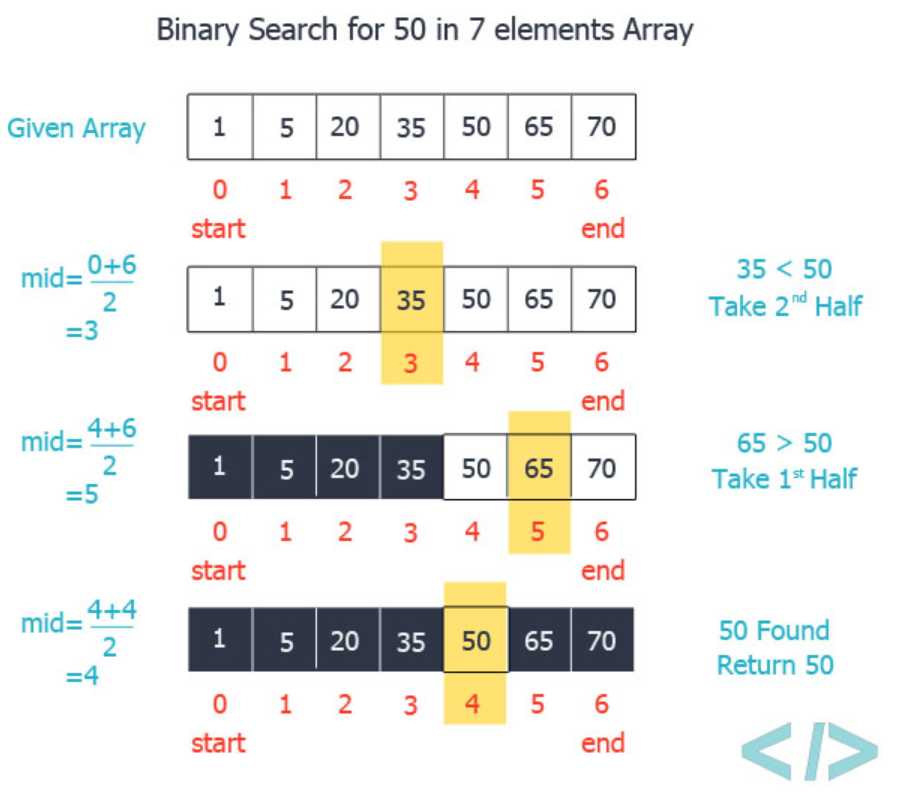 Binary Search for 50 in 7 elements Array
Given Array
1 5 20 35 50 65 70
0 1 2 3 4 5 6
start end
mid= 0+6
2
=3
1 5 20 35 50 65 70
35 < 50
Take 2nd Half
0 1 2 3 4 5 6
start end
mid= 4+6
2
=5
1 5 20 35 50 65 70
65 > 50
Take 1st Half
0 1 2 3 4 5 6
start end
mid= 4+4
2
=4
1 5 20 35 50 65 70
50 Found
Return 50
0 1 2 3 4 5 6
start end
</>